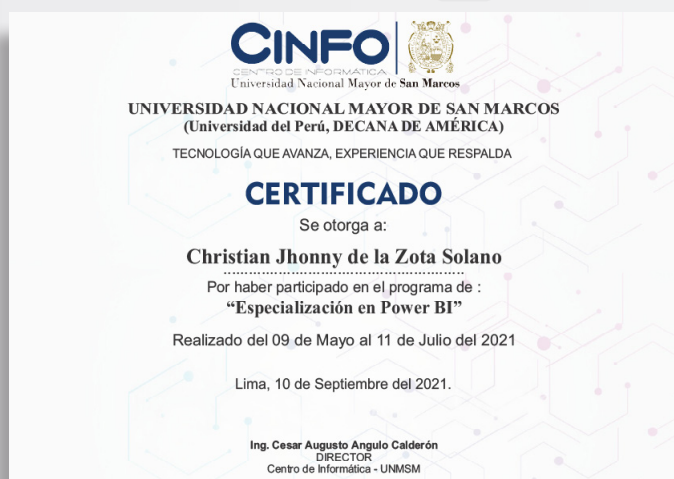 CINFO
CENTRO DE INFORMATICA
Universidad Nacional Mayor de San Marcos
UNIVERSIDAD NACIONAL MAYOR DE SAN MARCOS
(Universidad del Perú, DECANA DE AMÉRICA)
TECNOLOGÍA QUE AVANZA, EXPERIENCIA QUE RESPALDA
CERTIFICADO
Se otorga a:
Christian Jhonny de la Zota Solano
Por haber participado en el programa de :
“Especialización en Power BI”
Realizado del 09 de Mayo al 11 de Julio del 2021
Lima, 10 de Septiembre del 2021.
Ing. Cesar Augusto Angulo Calderón
DIRECTOR
Centro de Informática - UNMSM